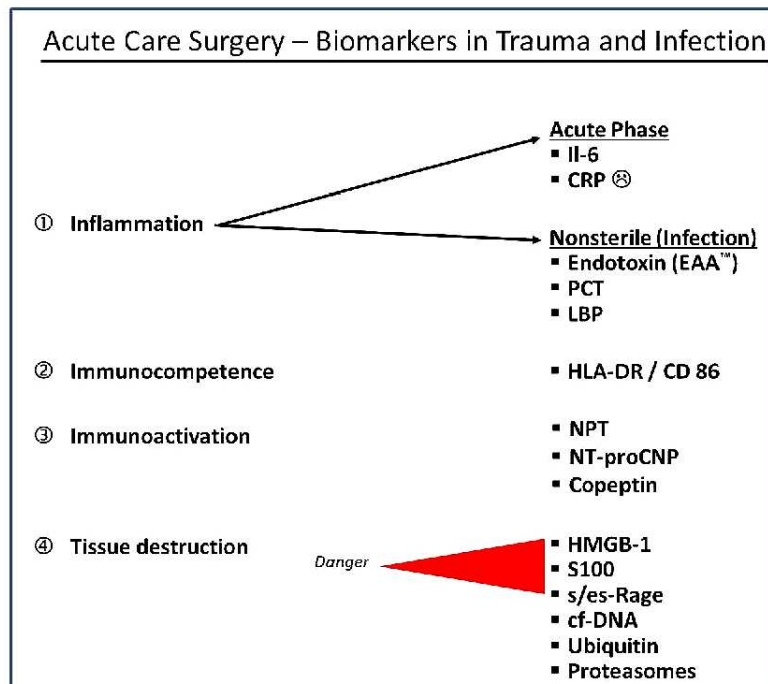 Acute Care Surgery – Biomarkers in Trauma and Infection
Acute Phase
▪ Il-6
▪ CRP ☹
① Inflammation
Nonsterile (Infection)
▪ Endotoxin (EAA™)
▪ PCT
▪ LBP
② Immunocompetence ▪ HLA-DR / CD 86
③ Immunoactivation ▪ NPT
▪ NT-proCNP
▪ Copeptin
④ Tissue destruction ▪ HMGB-1
Danger ▪ S100
▪ s/es-Rage
▪ cf-DNA
▪ Ubiquitin
▪ Proteasomes